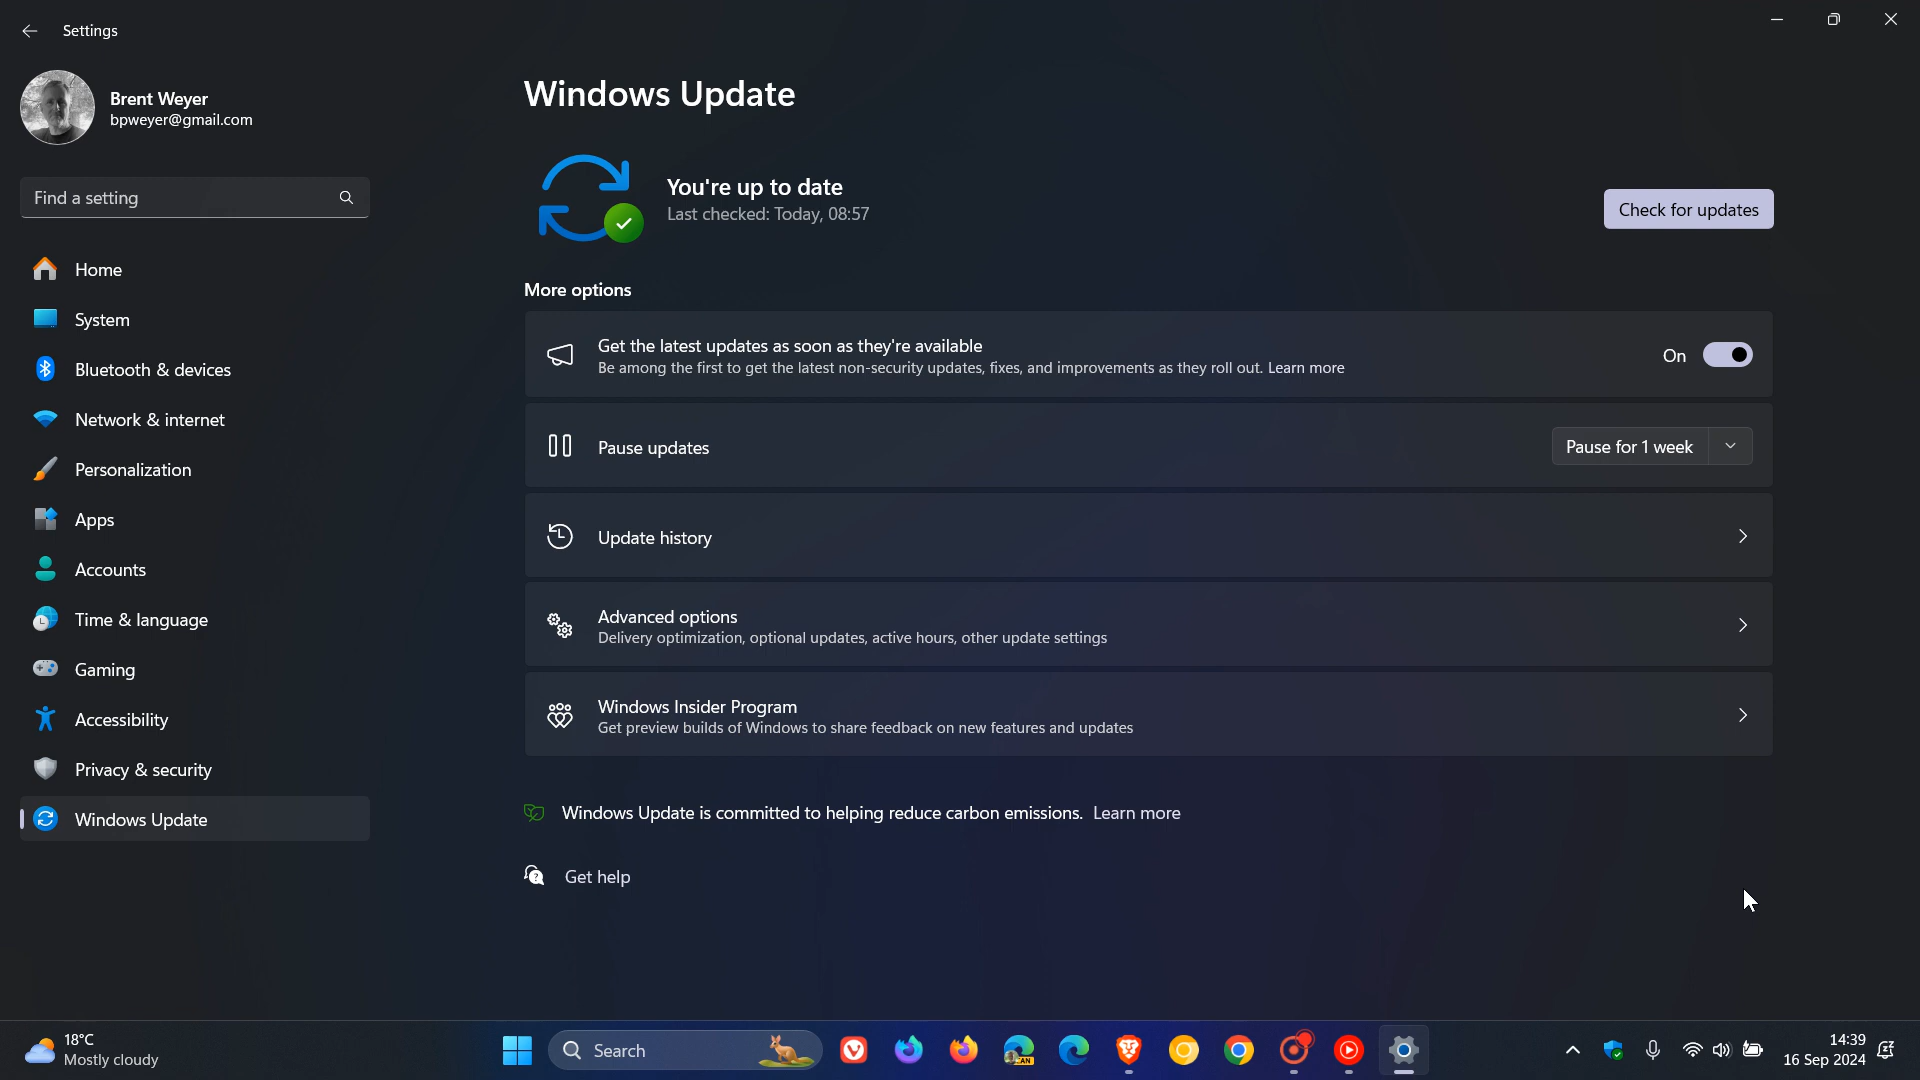 Settings
Brent Weyer
bpweyer@gmail.com
Find a setting
Home
System
Bluetooth & devices
Network & internet
Personalization
Apps
Accounts
Time & language
Gaming
Accessibility
Privacy & security
Windows Update
Windows Update
You're up to date
Last checked: Today, 08:57
Check for updates
More options
Get the latest updates as soon as they're available
Be among the first to get the latest non-security updates, fixes, and improvements as they roll out. Learn more
On
Pause updates
Pause for 1 week
Update history
Advanced options
Delivery optimization, optional updates, active hours, other update settings
Windows Insider Program
Get preview builds of Windows to share feedback on new features and updates
Windows Update is committed to helping reduce carbon emissions. Learn more
Get help
18°C
Mostly cloudy
Search
CAN
14:39
16 Sep 2024